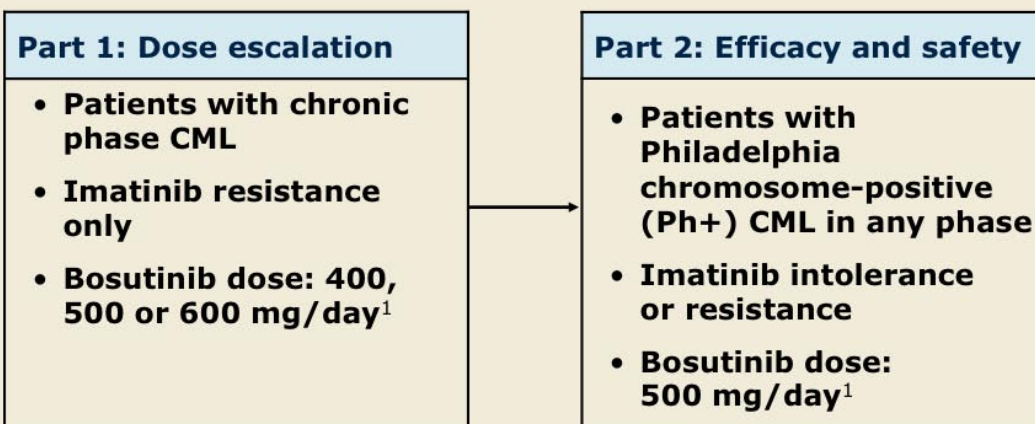 Part 1: Dose escalation
• Patients with chronic
phase CML
• Imatinib resistance
only
• Bosutinib dose: 400,
500 or 600 mg/day¹
Part 2: Efficacy and safety
• Patients with
Philadelphia
chromosome-positive
(Ph+) CML in any phase
• Imatinib intolerance
or resistance
• Bosutinib dose:
500 mg/day¹